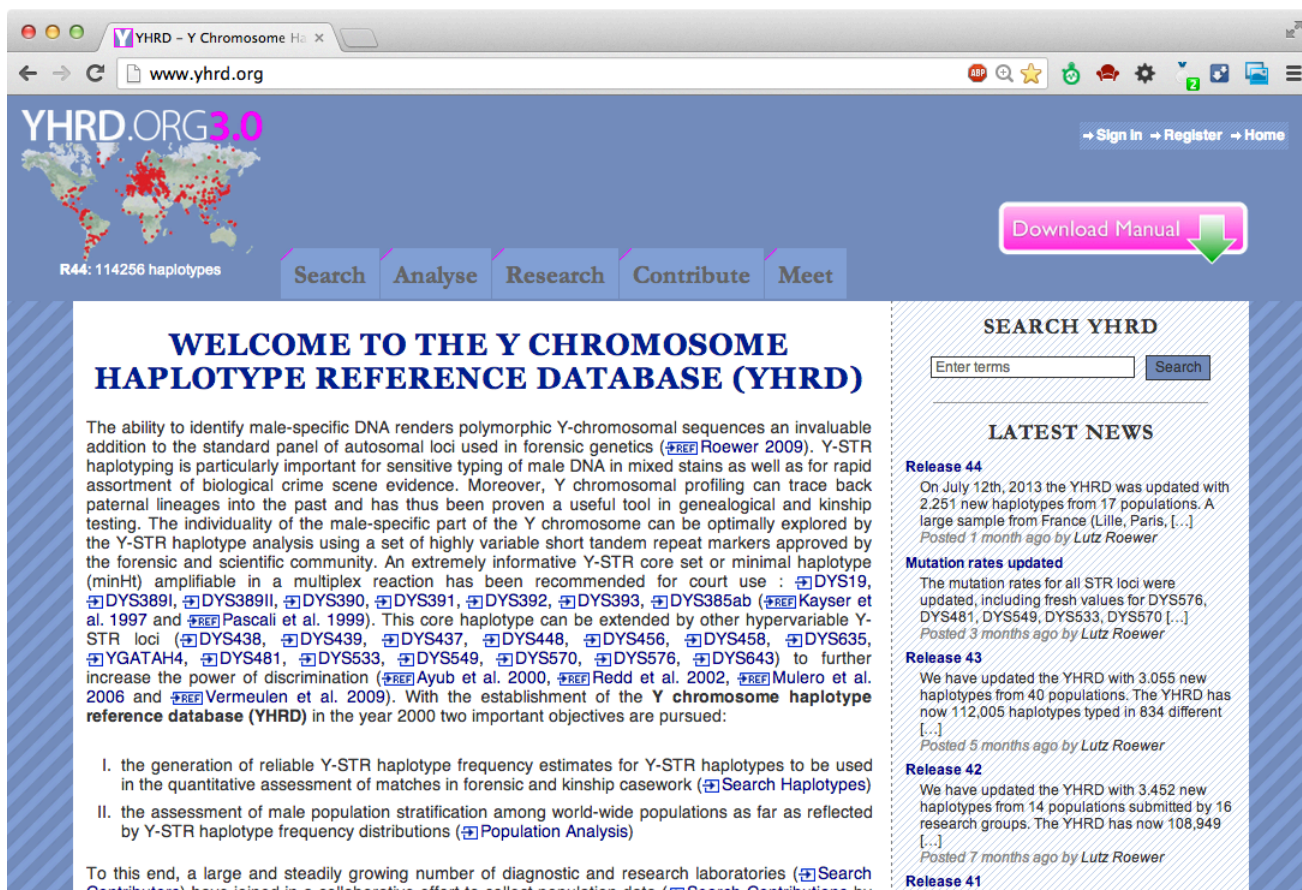 YHRD – Y Chromosome Ha
www.yhrd.org
ABP
2
YHRD.ORG3.0
Sign In Register Home
Download Manual
R44: 114256 haplotypes
Search Analyse Research Contribute Meet
WELCOME TO THE Y CHROMOSOME
HAPLOTYPE REFERENCE DATABASE (YHRD)
The ability to identify male-specific DNA renders polymorphic Y-chromosomal sequences an invaluable
addition to the standard panel of autosomal loci used in forensic genetics (REF Roewer 2009). Y-STR
haplotyping is particularly important for sensitive typing of male DNA in mixed stains as well as for rapid
assortment of biological crime scene evidence. Moreover, Y chromosomal profiling can trace back
paternal lineages into the past and has thus been proven a useful tool in genealogical and kinship
testing. The individuality of the male-specific part of the Y chromosome can be optimally explored by
the Y-STR haplotype analysis using a set of highly variable short tandem repeat markers approved by
the forensic and scientific community. An extremely informative Y-STR core set or minimal haplotype
(minHt) amplifiable in a multiplex reaction has been recommended for court use : DYS19,
DYS389I, DYS389II, DYS390, DYS391, DYS392, DYS393, DYS385ab (REF Kayser et
al. 1997 and REF Pascali et al. 1999). This core haplotype can be extended by other hypervariable Y-
STR loci (DYS438, DYS439, DYS437, DYS448, DYS456, DYS458, DYS635,
YGATAH4, DYS481, DYS533, DYS549, DYS570, DYS576, DYS643) to further
increase the power of discrimination (REF Ayub et al. 2000, REF Redd et al. 2002, REF Mulero et al.
2006 and REF Vermeulen et al. 2009). With the establishment of the Y chromosome haplotype
reference database (YHRD) in the year 2000 two important objectives are pursued:
I. the generation of reliable Y-STR haplotype frequency estimates for Y-STR haplotypes to be used
in the quantitative assessment of matches in forensic and kinship casework (Search Haplotypes)
II. the assessment of male population stratification among world-wide populations as far as reflected
by Y-STR haplotype frequency distributions (Population Analysis)
To this end, a large and steadily growing number of diagnostic and research laboratories (Search
Contributors) have joined in a collaborative effort to collect population data (Search Contributions by
SEARCH YHRD
Enter terms Search
LATEST NEWS
Release 44
On July 12th, 2013 the YHRD was updated with
2.251 new haplotypes from 17 populations. A
large sample from France (Lille, Paris, [...]
Posted 1 month ago by Lutz Roewer
Mutation rates updated
The mutation rates for all STR loci were
updated, including fresh values for DYS576,
DYS481, DYS549, DYS533, DYS570 [...]
Posted 3 months ago by Lutz Roewer
Release 43
We have updated the YHRD with 3.055 new
haplotypes from 40 populations. The YHRD has
now 112,005 haplotypes typed in 834 different
[...]
Posted 5 months ago by Lutz Roewer
Release 42
We have updated the YHRD with 3.452 new
haplotypes from 14 populations submitted by 16
research groups. The YHRD has now 108,949
[...]
Posted 7 months ago by Lutz Roewer
Release 41